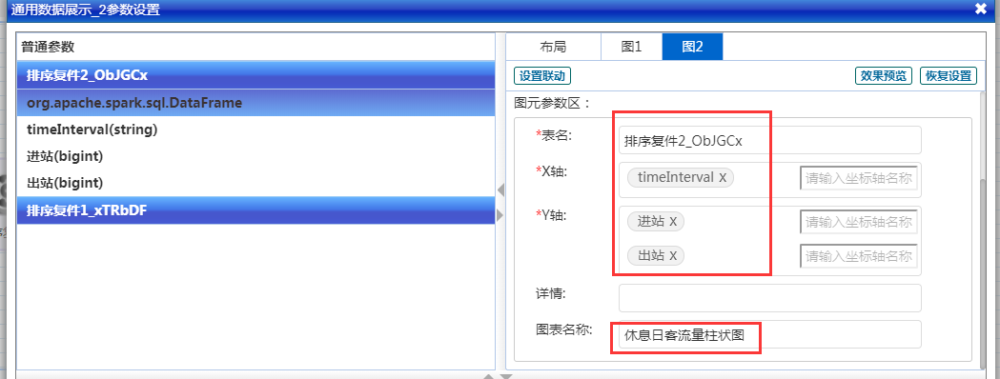 通用数据展示_2参数设置 ✖
普通参数
排序复件2_ObJGCx
org.apache.spark.sql.DataFrame
timeInterval(string)
进站(bigint)
出站(bigint)
排序复件1_xTRbDF
布局 图1 图2
设置联动 效果预览 恢复设置
图元参数区：
*表名: 排序复件2_ObJGCx
*X轴: timeInterval x 请输入坐标轴名称
*Y轴: 进站 x 请输入坐标轴名称
出站 x 请输入坐标轴名称
详情:
图表名称: 休息日客流量柱状图